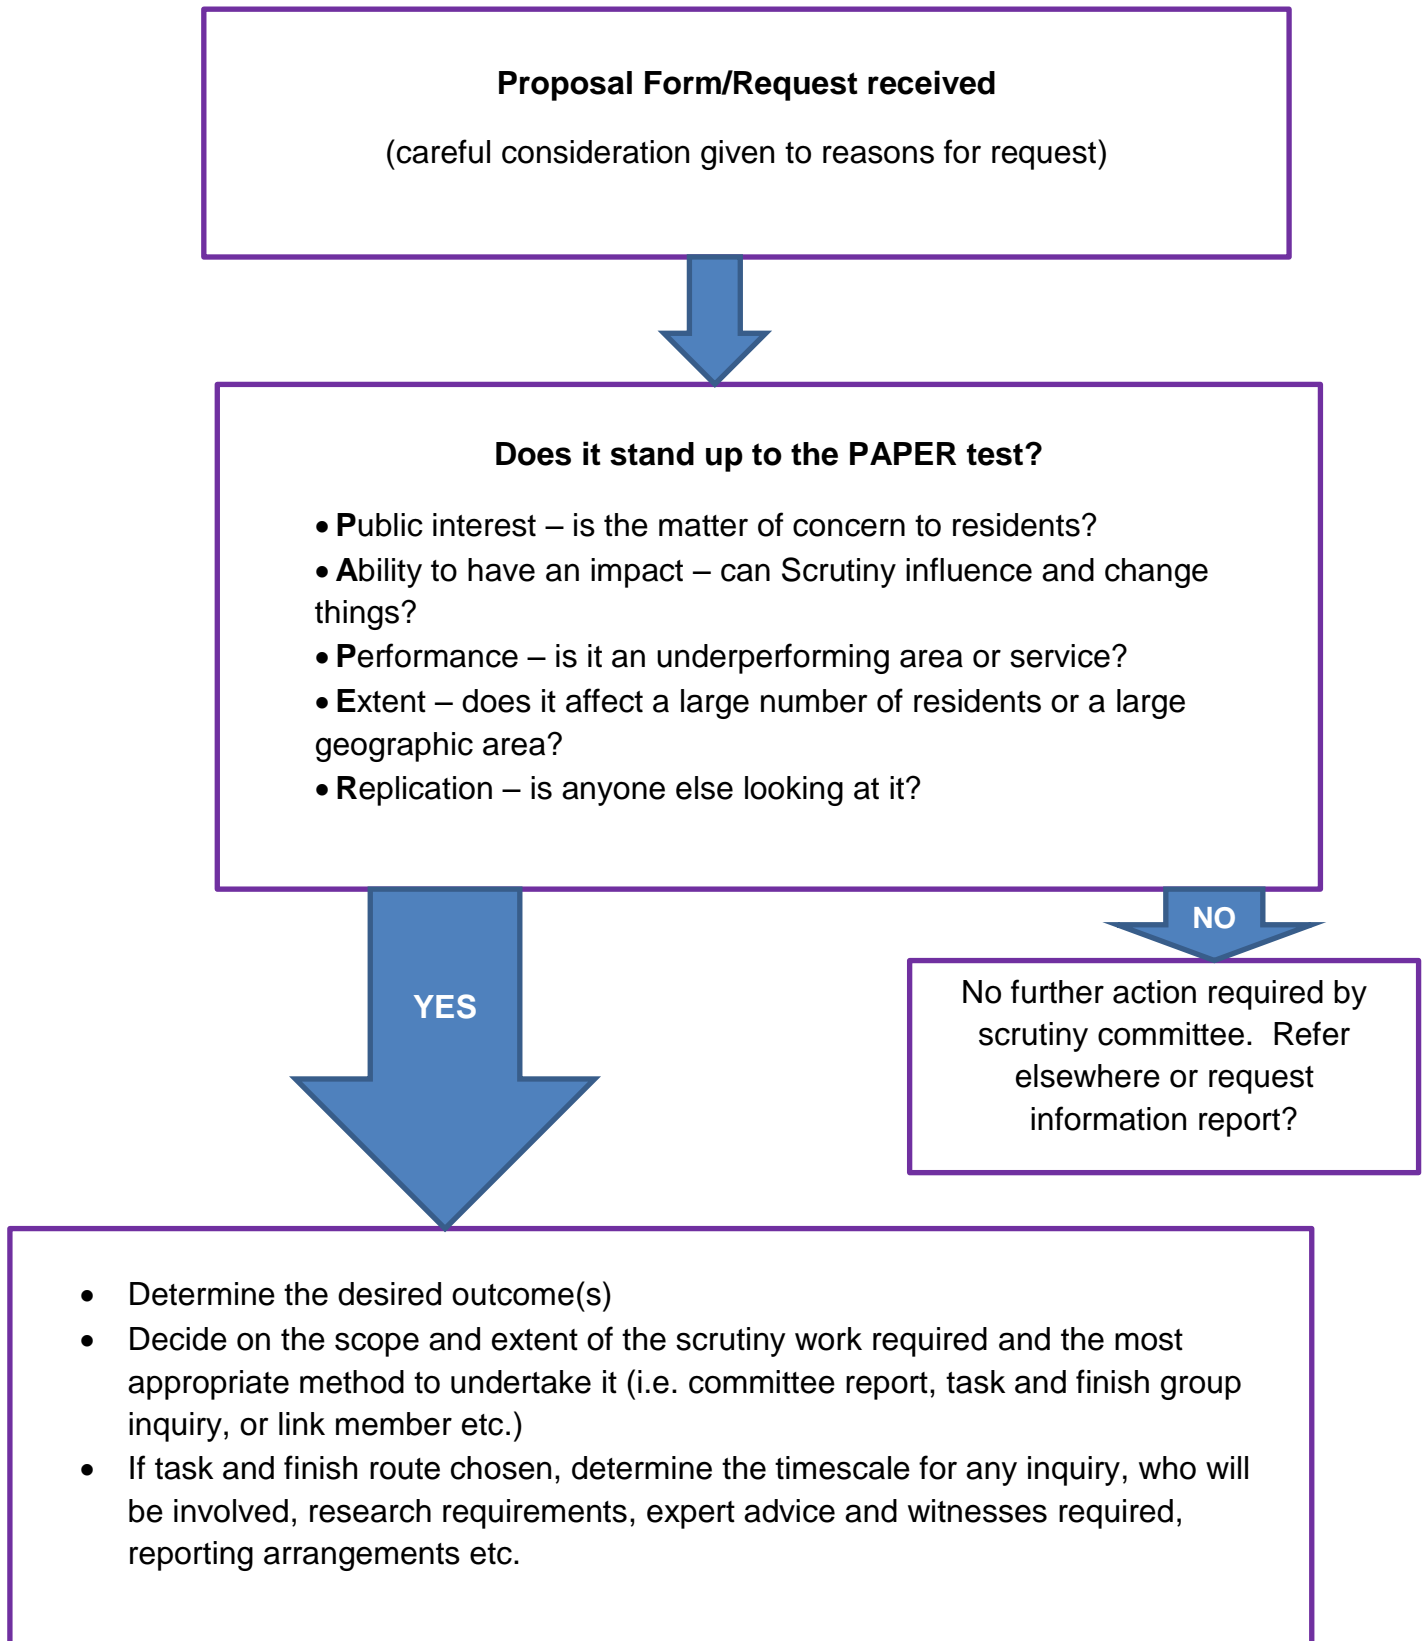 Proposal Form/Request received
(careful consideration given to reasons for request)
Does it stand up to the PAPER test?
• Public interest – is the matter of concern to residents?
• Ability to have an impact – can Scrutiny influence and change
things?
• Performance – is it an underperforming area or service?
• Extent – does it affect a large number of residents or a large
geographic area?
• Replication – is anyone else looking at it?
NO
YES
No further action required by
scrutiny committee.  Refer
elsewhere or request
information report?
• Determine the desired outcome(s)
• Decide on the scope and extent of the scrutiny work required and the most
appropriate method to undertake it (i.e. committee report, task and finish group
inquiry, or link member etc.)
• If task and finish route chosen, determine the timescale for any inquiry, who will
be involved, research requirements, expert advice and witnesses required,
reporting arrangements etc.